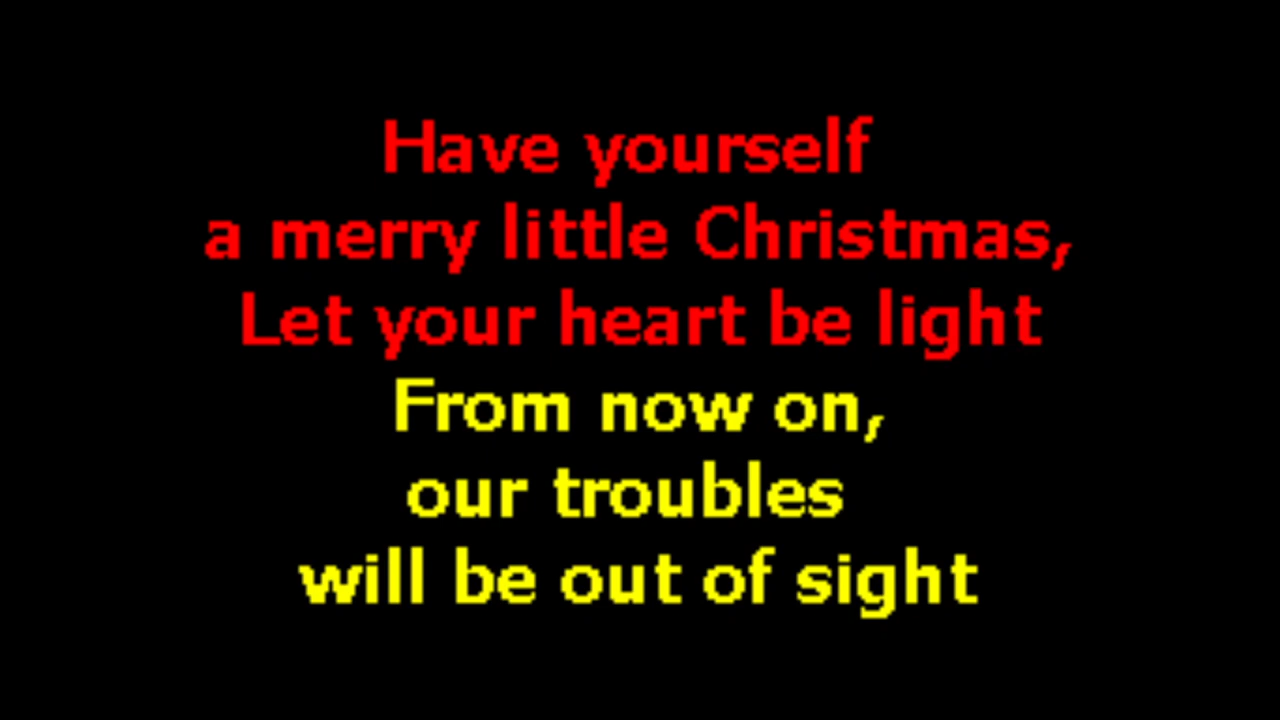 Have yourself
a merry little Christmas,
Let your heart be light
From now on,
our troubles
will be out of sight